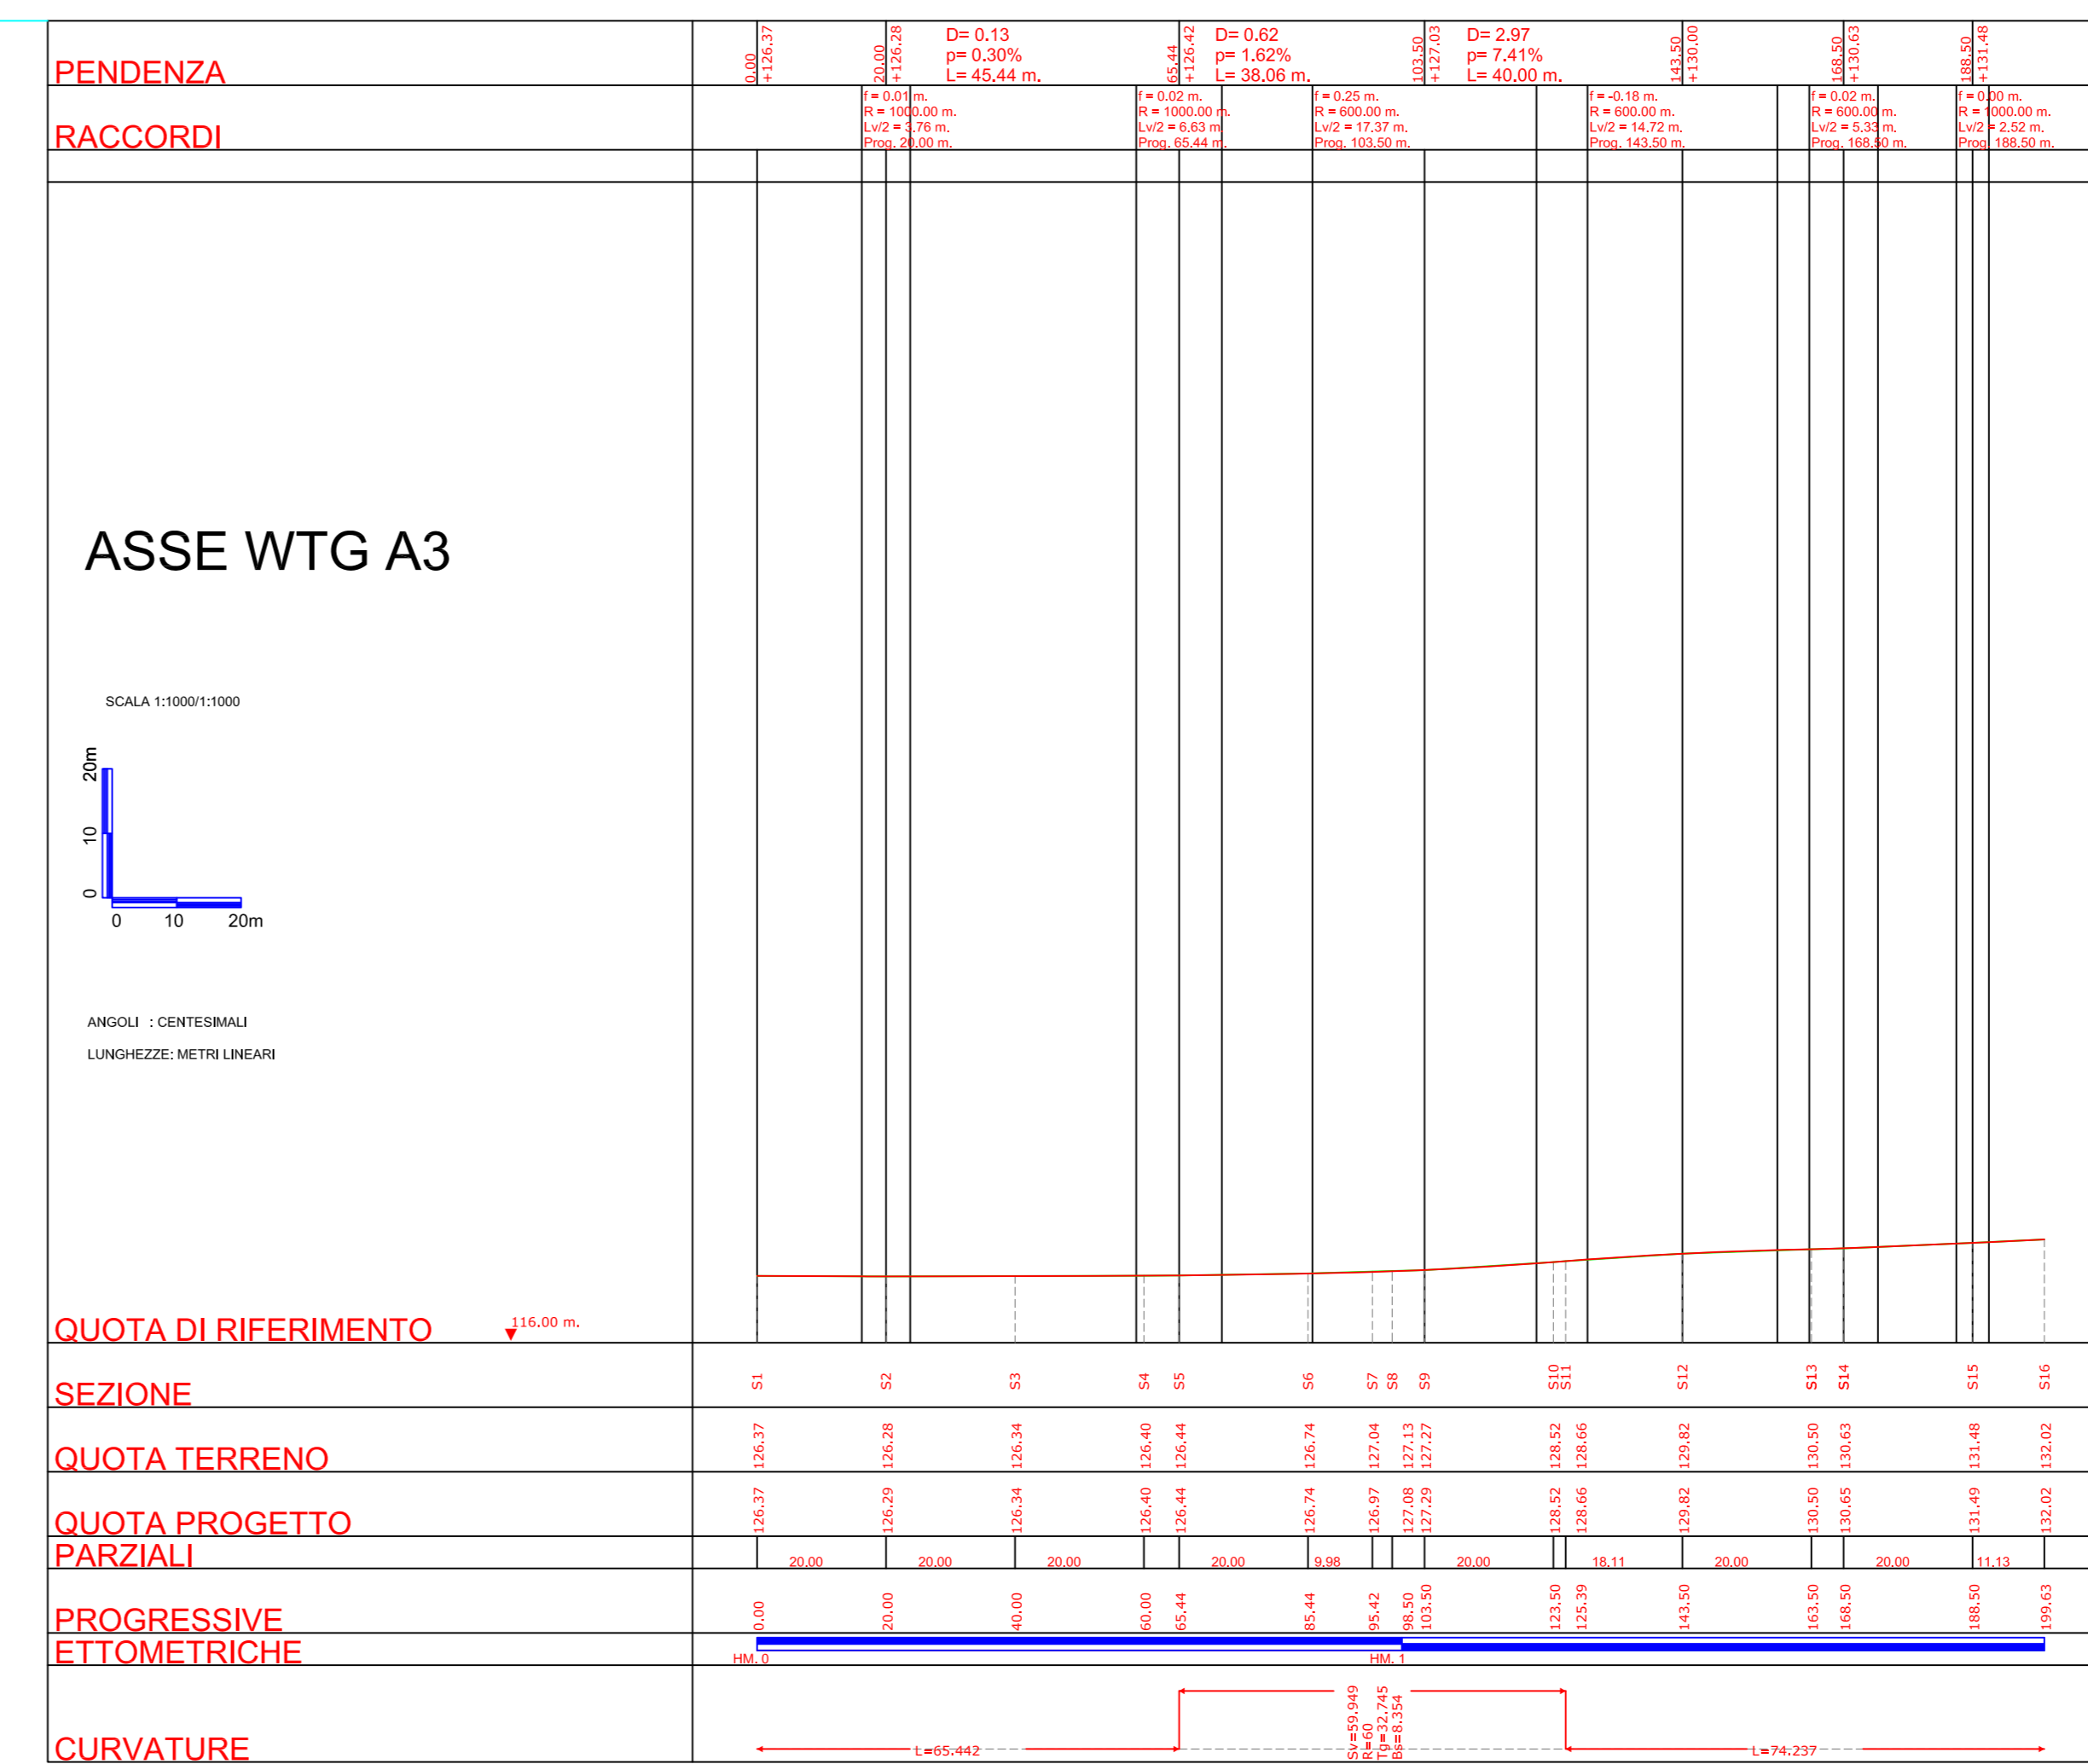 PENDENZA
0.00
+126.37
20.00
+126.28
D= 0.13
p= 0.30%
L= 45.44 m.
65.44
+126.42
D= 0.62
p= 1.62%
L= 38.06 m.
103.50
+127.03
D= 2.97
p= 7.41%
L= 40.00 m.
143.50
+130.00
168.50
+130.63
188.50
+131.48
RACCORDI
f = 0.01 m.
R = 1000.00 m.
Lv/2 = 3.76 m.
Prog. 20.00 m.
f = 0.02 m.
R = 1000.00 m.
Lv/2 = 6.63 m.
Prog. 65.44 m.
f = 0.25 m.
R = 600.00 m.
Lv/2 = 17.37 m.
Prog. 103.50 m.
f = -0.18 m.
R = 600.00 m.
Lv/2 = 14.72 m.
Prog. 143.50 m.
f = 0.02 m.
R = 600.00 m.
Lv/2 = 5.33 m.
Prog. 168.50 m.
f = 0.00 m.
R = 1000.00 m.
Lv/2 = 2.52 m.
Prog. 188.50 m.
ASSE WTG A3
SCALA 1:1000/1:1000
20m
10
0
0 10 20m
ANGOLI : CENTESIMALI
LUNGHEZZE: METRI LINEARI
QUOTA DI RIFERIMENTO 116.00 m.
SEZIONE S1 S2 S3 S4 S5 S6 S7 S8 S9 S10 S11 S12 S13 S14 S15 S16
QUOTA TERRENO 126.37 126.28 126.34 126.40 126.44 126.74 127.04 127.13 127.27 128.52 128.66 129.82 130.50 130.63 131.48 132.02
QUOTA PROGETTO 126.37 126.29 126.34 126.40 126.44 126.74 126.97 127.08 127.29 128.52 128.66 129.82 130.50 130.65 131.49 132.02
PARZIALI 20.00 20.00 20.00 20.00 9.98 20.00 18.11 20.00 20.00 11.13
PROGRESSIVE 0.00 20.00 40.00 60.00 65.44 85.44 95.42 98.50 103.50 123.50 125.39 143.50 163.50 168.50 188.50 199.63
ETTOMETRICHE
HM. 0 HM. 1
CURVATURE
L=65.442
Sv=59.949
R=60
Tg=32.745
Bs=8.354
L=74.237